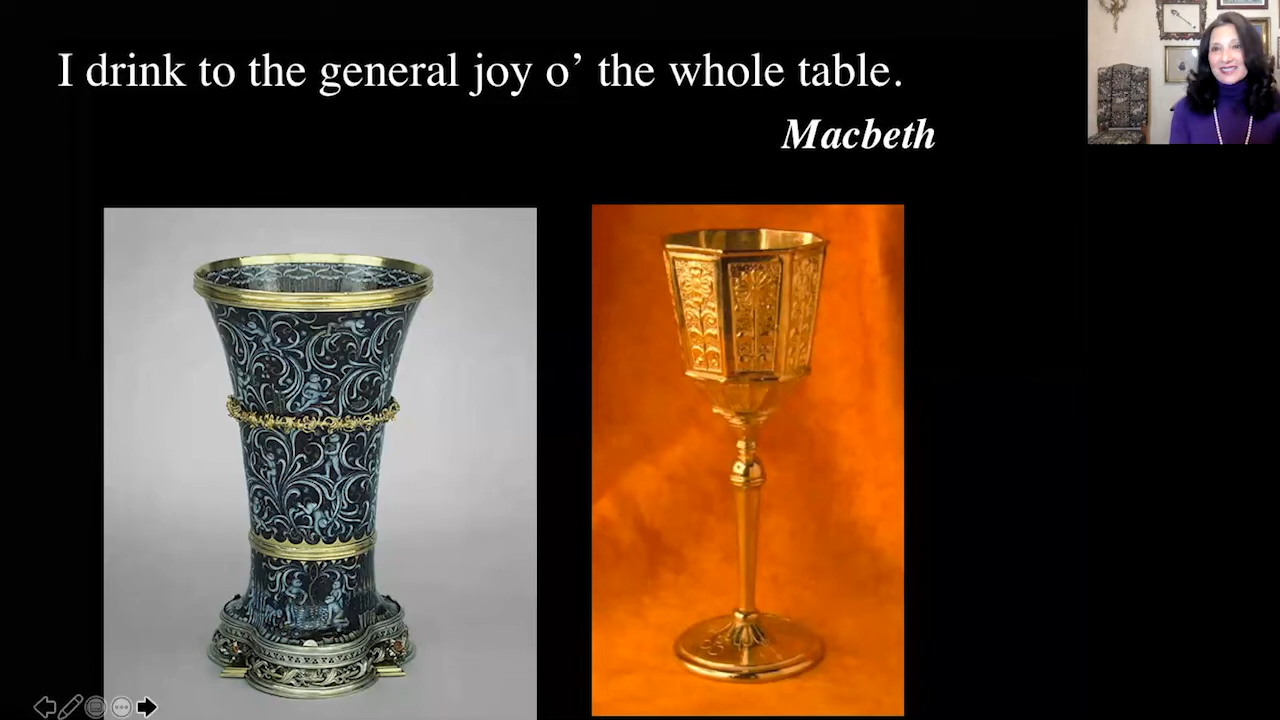 I drink to the general joy o’ the whole table.
Macbeth